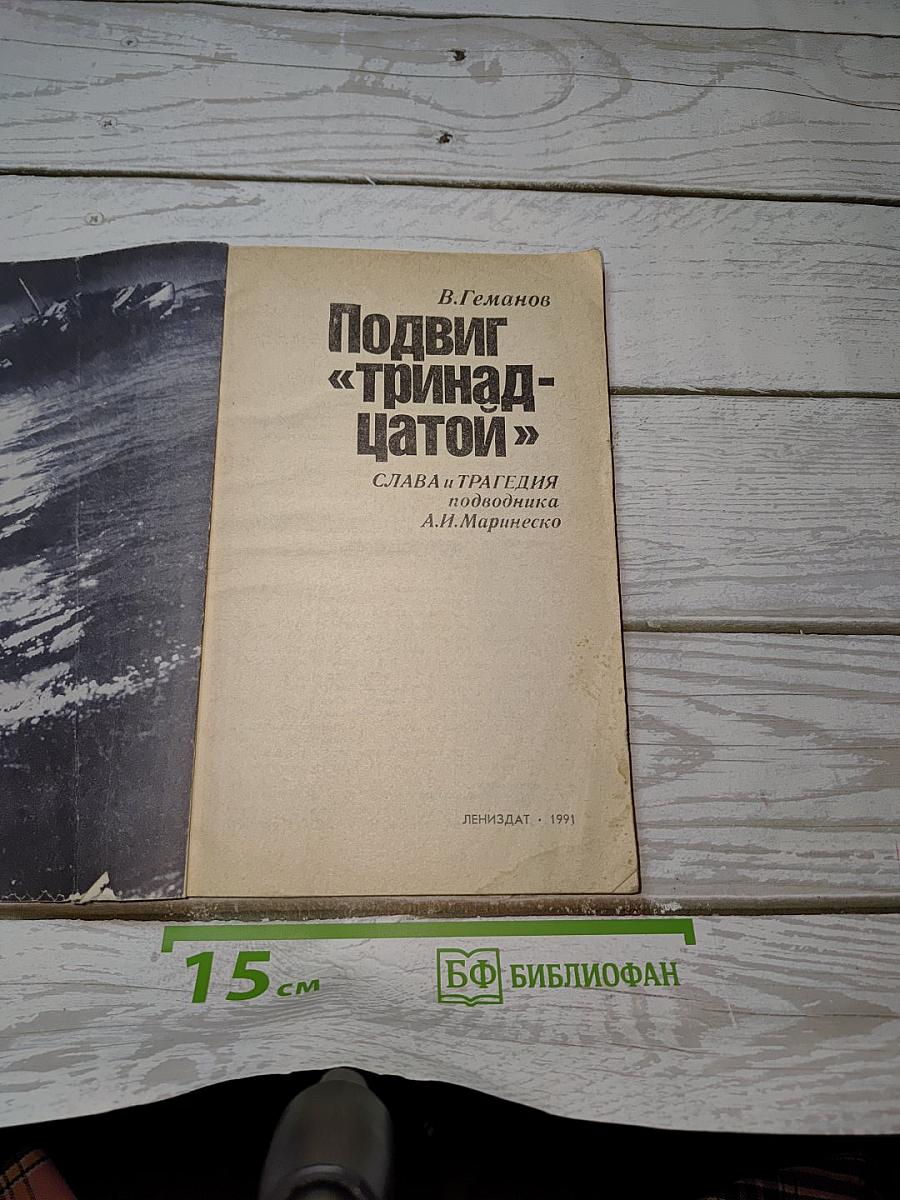 В.Геманов
Подвиг
«тринад-
цатой»
СЛАВА и ТРАГЕДИЯ
подводника
А.И.Маринеско
ЛЕНИЗДАТ · 1991
15 см
БФ БИБЛИОФАН